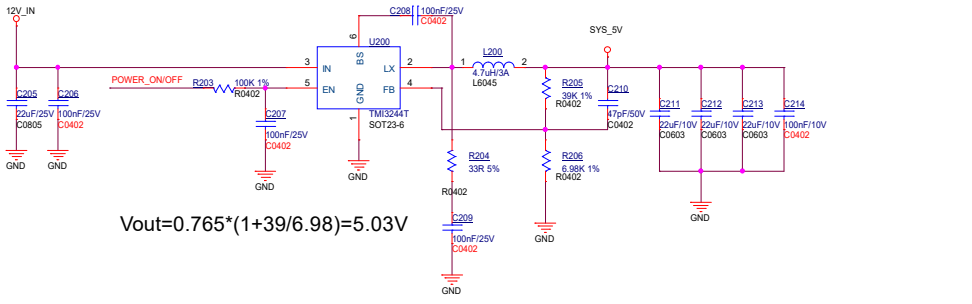 12V_IN
C205
22uF/25V
C0805
GND
C206
100nF/25V
C0402
GND
POWER_ON/OFF
R203
100K 1%
R0402
C207
100nF/25V
C0402
GND
C208
100nF/25V
C0402
U200
6
BS
3
IN
LX
2
5
EN
FB
4
GND
1
TMI3244T
SOT23-6
GND
L200
1
2
4.7uH/3A
L6045
R204
33R 5%
R0402
C209
100nF/25V
C0402
GND
R205
39K 1%
R0402
R206
6.98K 1%
R0402
GND
SYS_5V
C210
47pF/50V
C0402
C211
22uF/10V
C0603
C212
22uF/10V
C0603
C213
22uF/10V
C0603
C214
100nF/10V
C0402
GND
Vout=0.765*(1+39/6.98)=5.03V